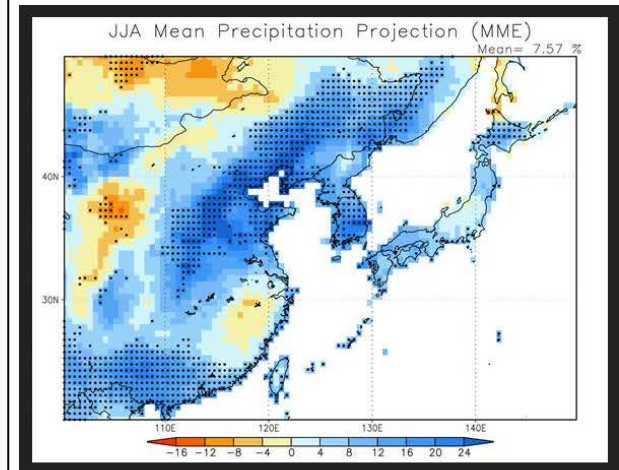 JJA Mean Precipitation Projection (MME)
Mean= 7.57 %
40N
30N
110E 120E 130E 140E
-16 -12 -8 -4 0 4 8 12 16 20 24